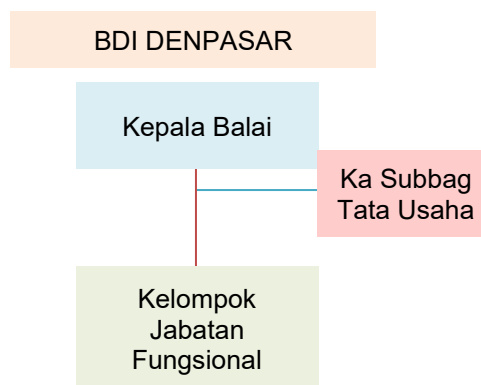 BDI DENPASAR
Kepala Balai
Ka Subbag
Tata Usaha
Kelompok
Jabatan
Fungsional